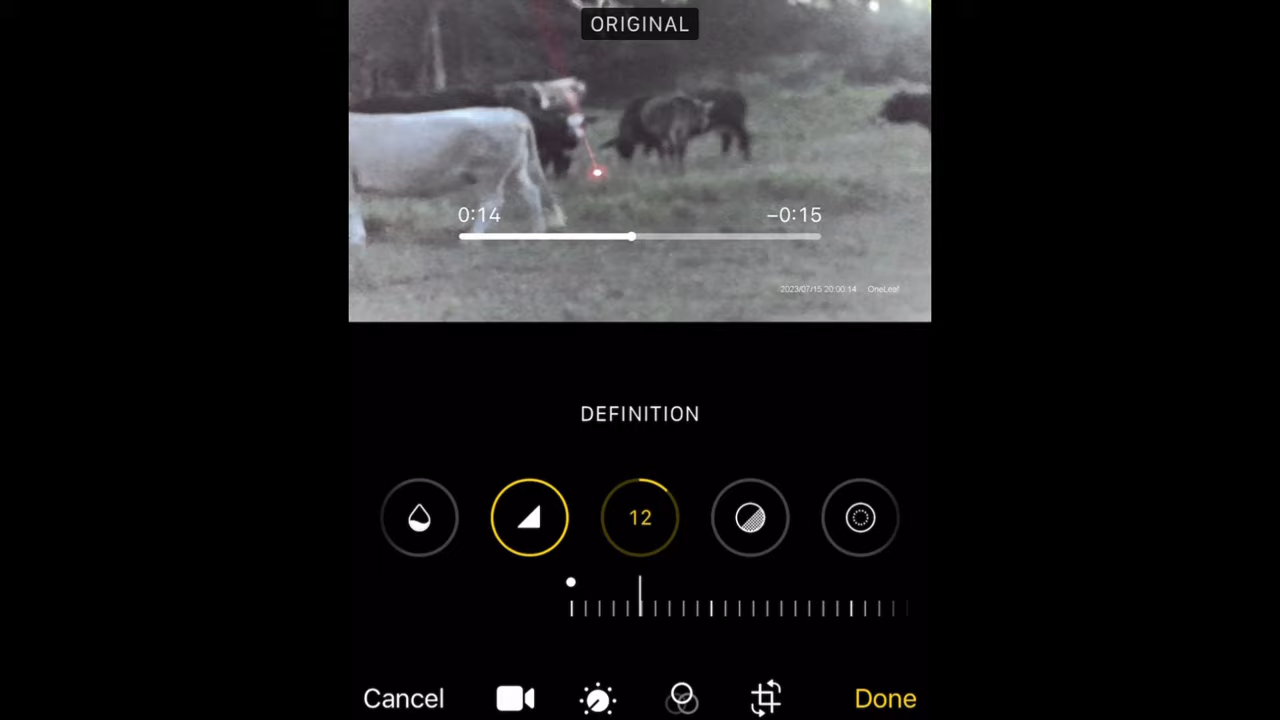 ORIGINAL
0:14 −0:15
2023/07/15 20:00:14 OneLeaf
DEFINITION
12
Cancel Done